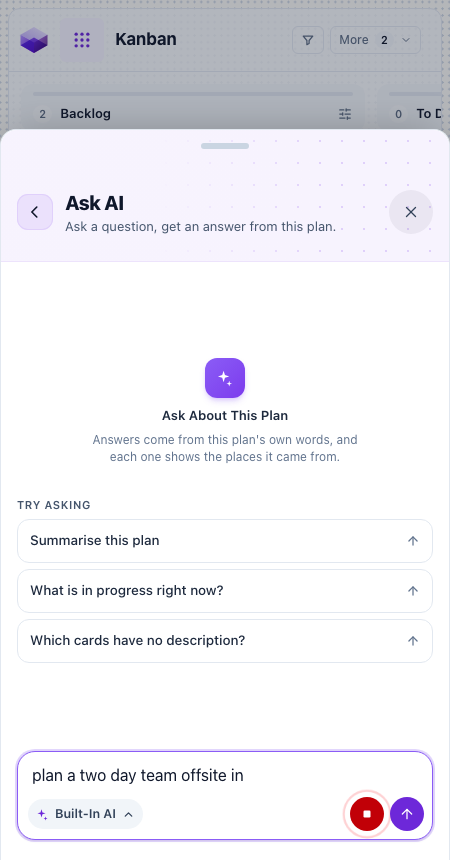 Kanban
More 2
2 Backlog
0 To D
Ask AI
Ask a question, get an answer from this plan.
Ask About This Plan
Answers come from this plan's own words, and
each one shows the places it came from.
TRY ASKING
Summarise this plan
What is in progress right now?
Which cards have no description?
plan a two day team offsite in
Built-In AI